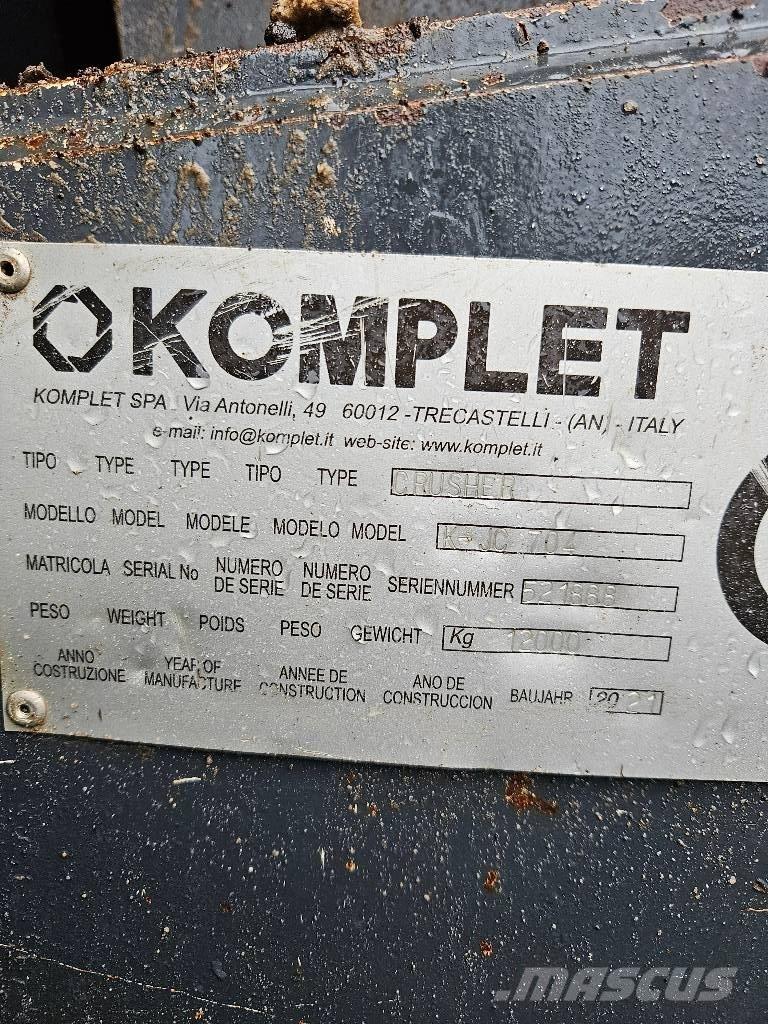 KOMPLET
KOMPLET SPA - Via Antonelli, 49 60012 -TRECASTELLI - (AN) - ITALY
e-mail: info@komplet.it web-site: www.komplet.it
TIPO TYPE TYPE TIPO TYPE CRUSHER
MODELLO MODEL MODELE MODELO MODEL K-JC 704
MATRICOLA SERIAL No NUMERO DE SERIE NUMERO DE SERIE SERIENNUMMER 521888
PESO WEIGHT POIDS PESO GEWICHT Kg 12000
ANNO COSTRUZIONE YEAR OF MANUFACTURE ANNEE DE CONSTRUCTION ANO DE CONSTRUCCION BAUJAHR 2021
MASCUS